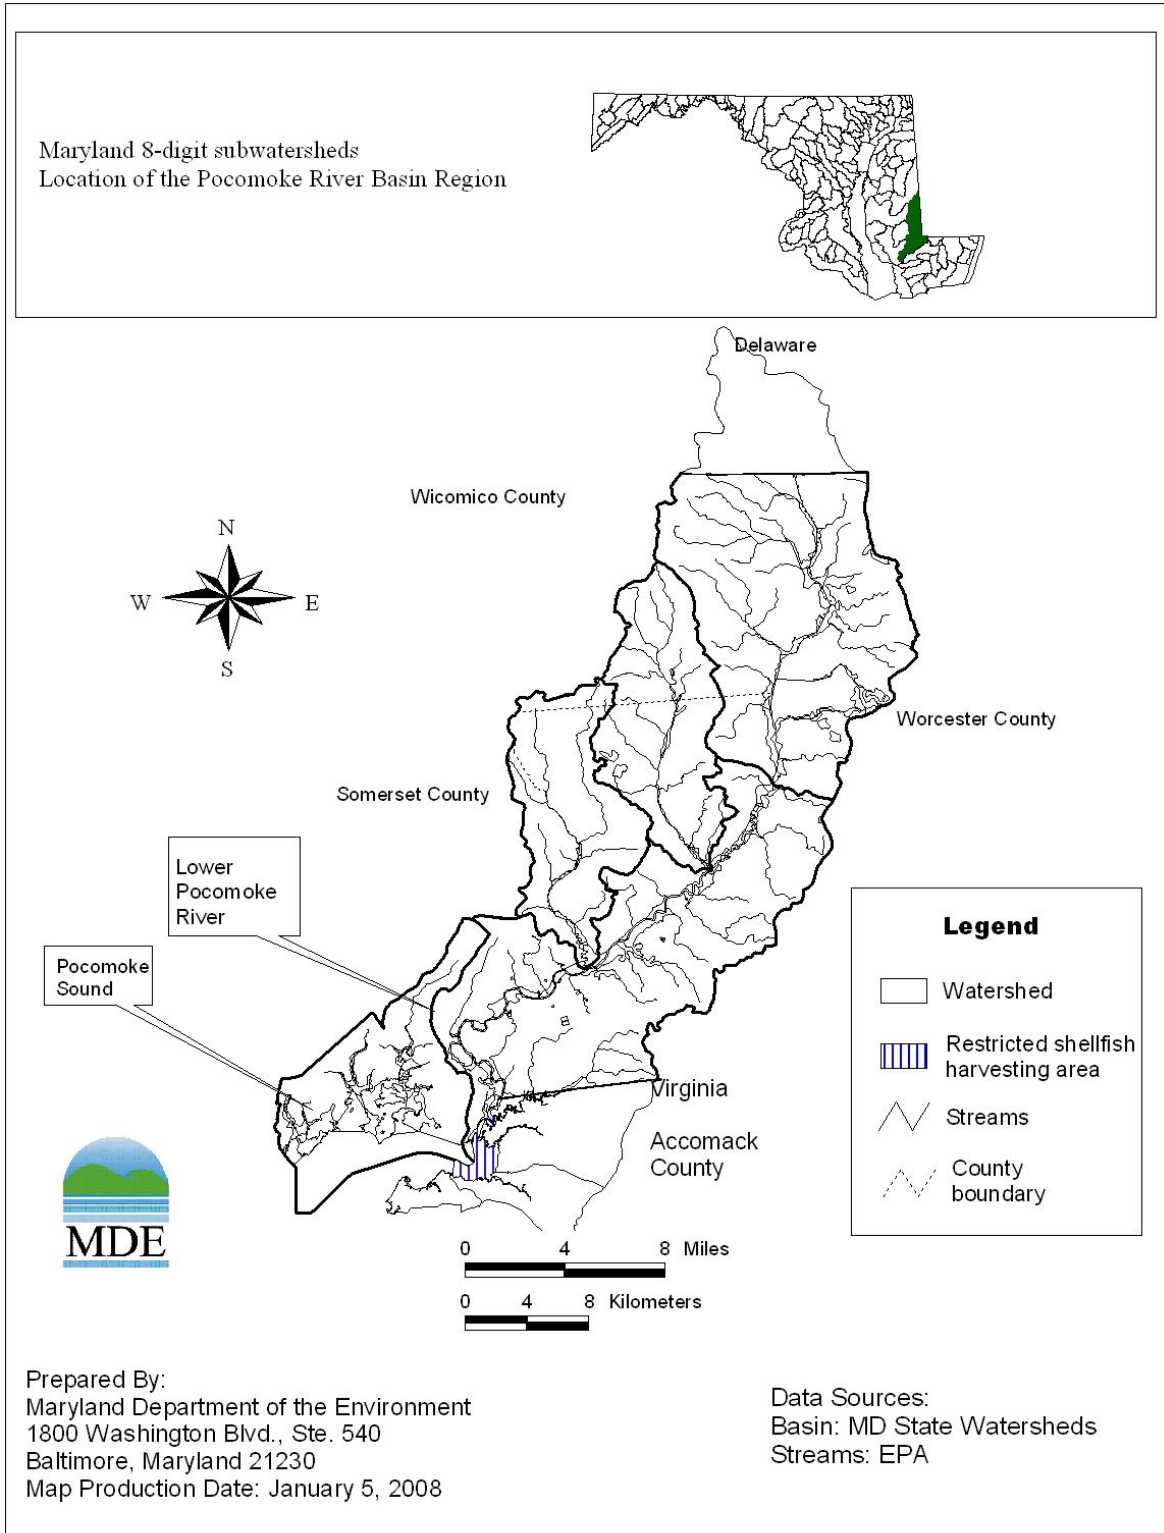 Maryland 8-digit subwatersheds
Location of the Pocomoke River Basin Region
Delaware
Wicomico County
N
W
E
S
Worcester County
Somerset County
Lower
Pocomoke
River
Pocomoke
Sound
Legend
Watershed
Restricted shellfish
harvesting area
Streams
County
boundary
Virginia
Accomack
County
MDE
0 4 8 Miles
0 4 8 Kilometers
Prepared By:
Maryland Department of the Environment
1800 Washington Blvd., Ste. 540
Baltimore, Maryland 21230
Map Production Date: January 5, 2008
Data Sources:
Basin: MD State Watersheds
Streams: EPA